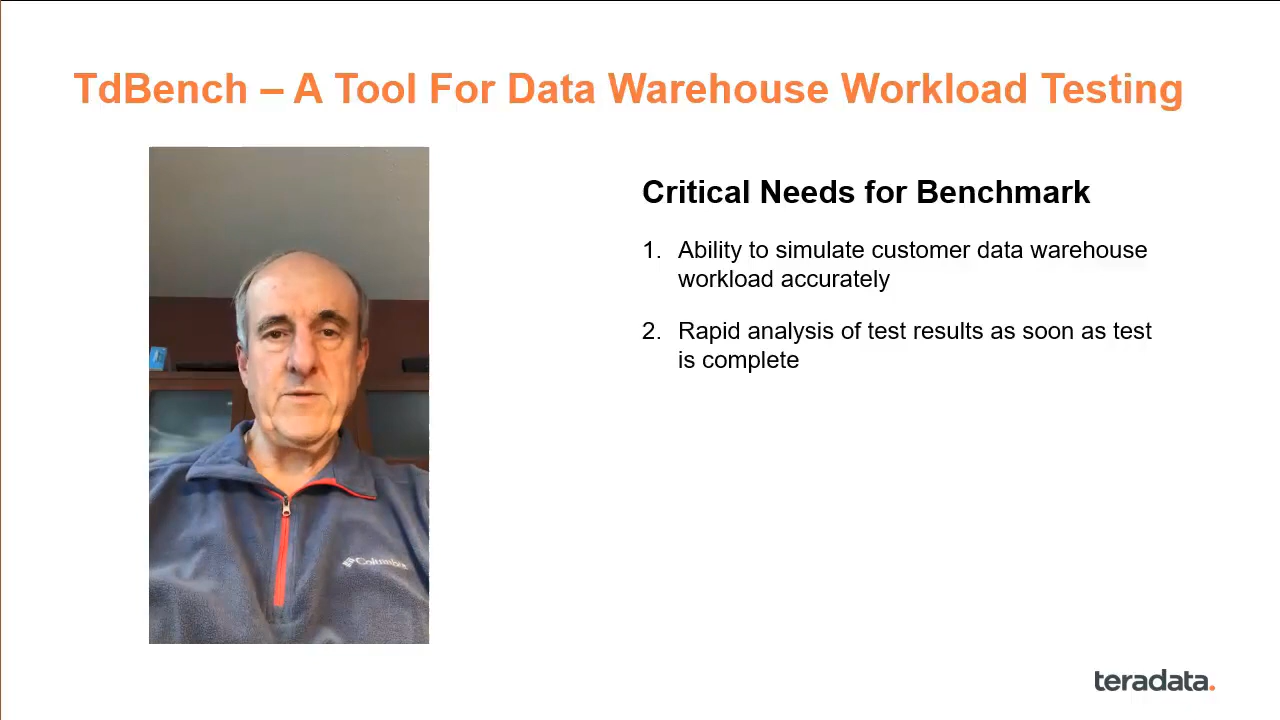 TdBench – A Tool For Data Warehouse Workload Testing
Critical Needs for Benchmark
1. Ability to simulate customer data warehouse
workload accurately
2. Rapid analysis of test results as soon as test
is complete
Columbia
teradata.